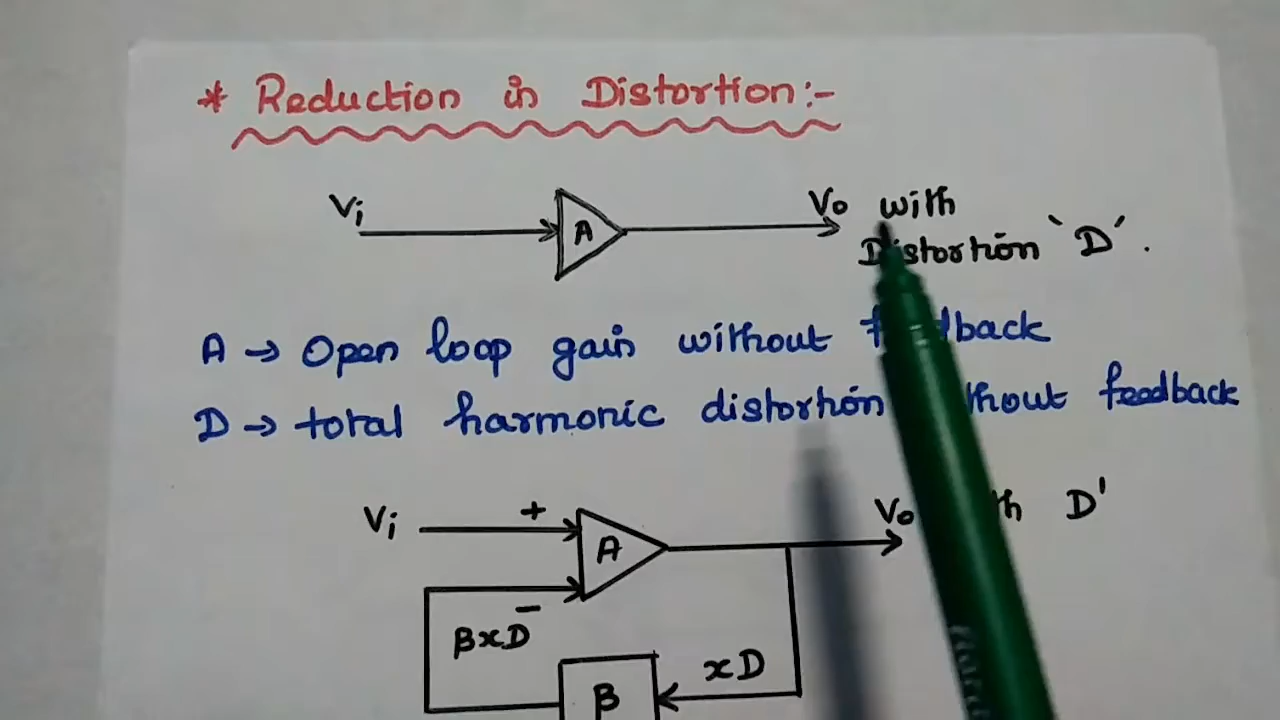 * Reduction in Distortion:-
Vi
A
Vo with
Distortion 'D'.
A → Open loop gain without
D → total harmonic distortion feedback
Vi
+
A
Vo D'
-
βxD
xD
β